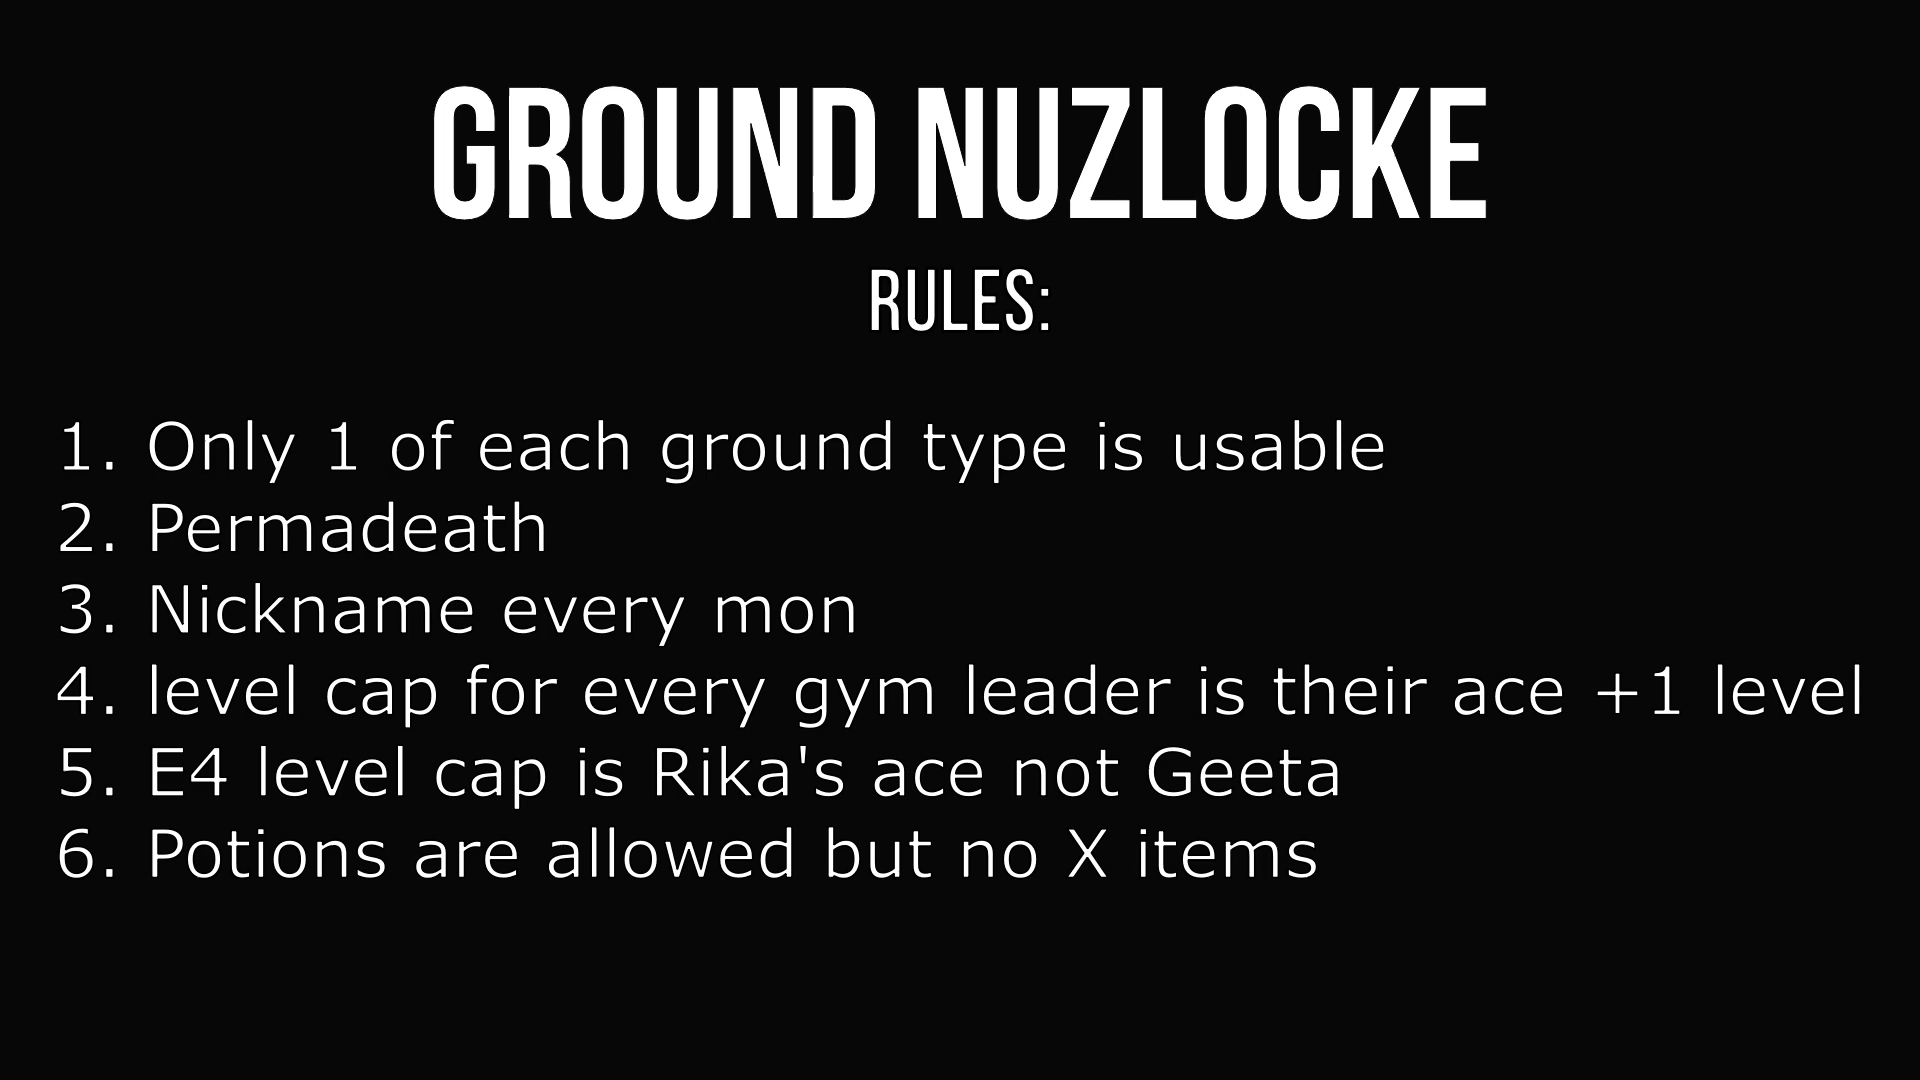 GROUND NUZLOCKE
RULES:
1. Only 1 of each ground type is usable
2. Permadeath
3. Nickname every mon
4. level cap for every gym leader is their ace +1 level
5. E4 level cap is Rika's ace not Geeta
6. Potions are allowed but no X items